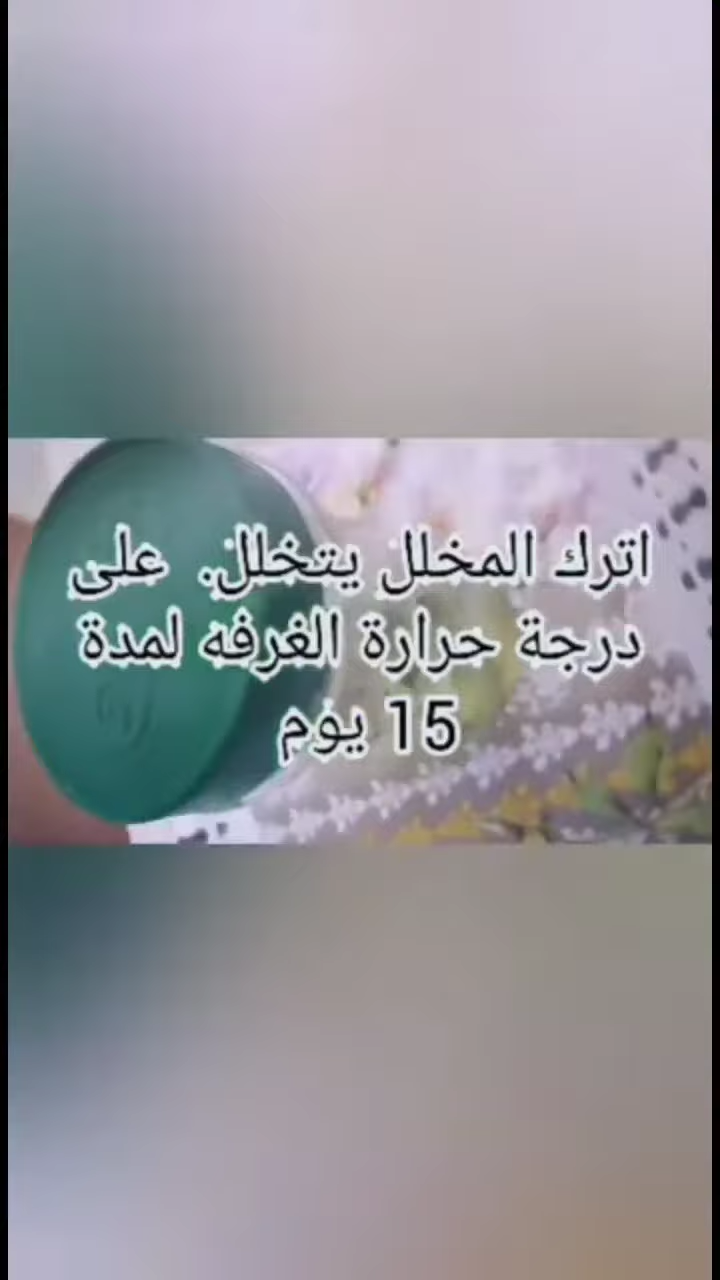 اترك المخلل يتخلل. على
درجة حرارة الغرفه لمدة
15 يوم